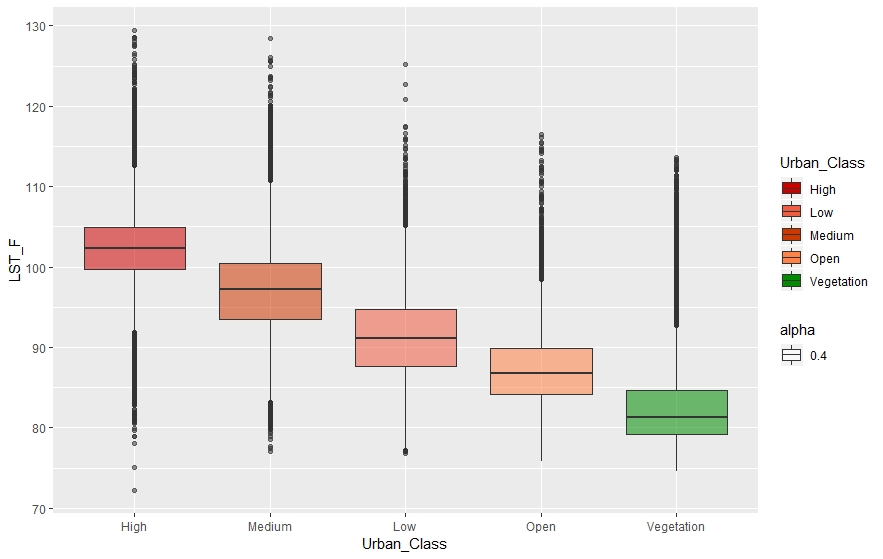 130
120
110
100
90
80
70
LST_F
High
Medium
Low
Open
Vegetation
Urban_Class
Urban_Class
High
Low
Medium
Open
Vegetation
alpha
0.4